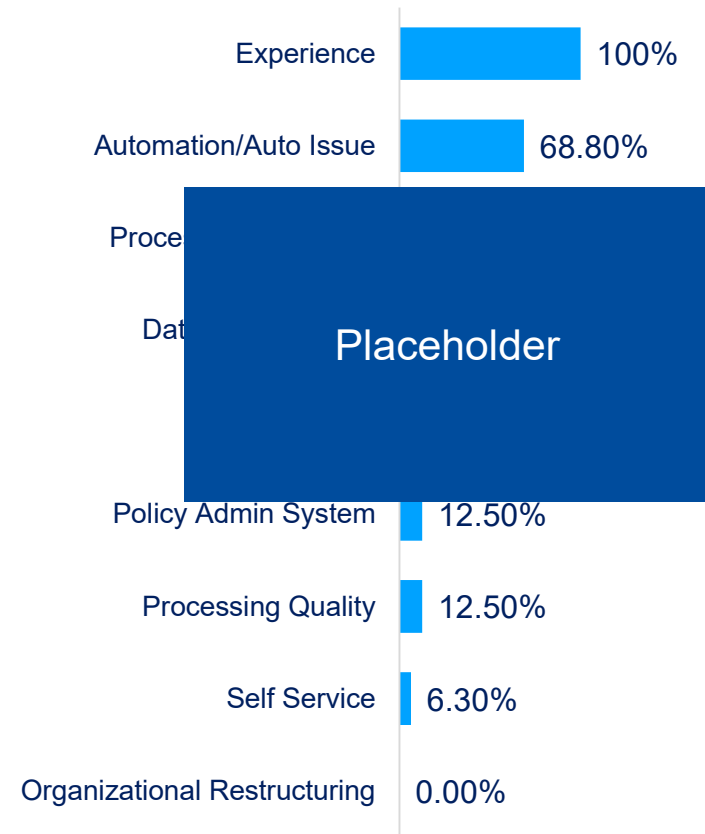 Experience 100%
Automation/Auto Issue 68.80%
Placeholder
Policy Admin System 12.50%
Processing Quality 12.50%
Self Service 6.30%
Organizational Restructuring 0.00%